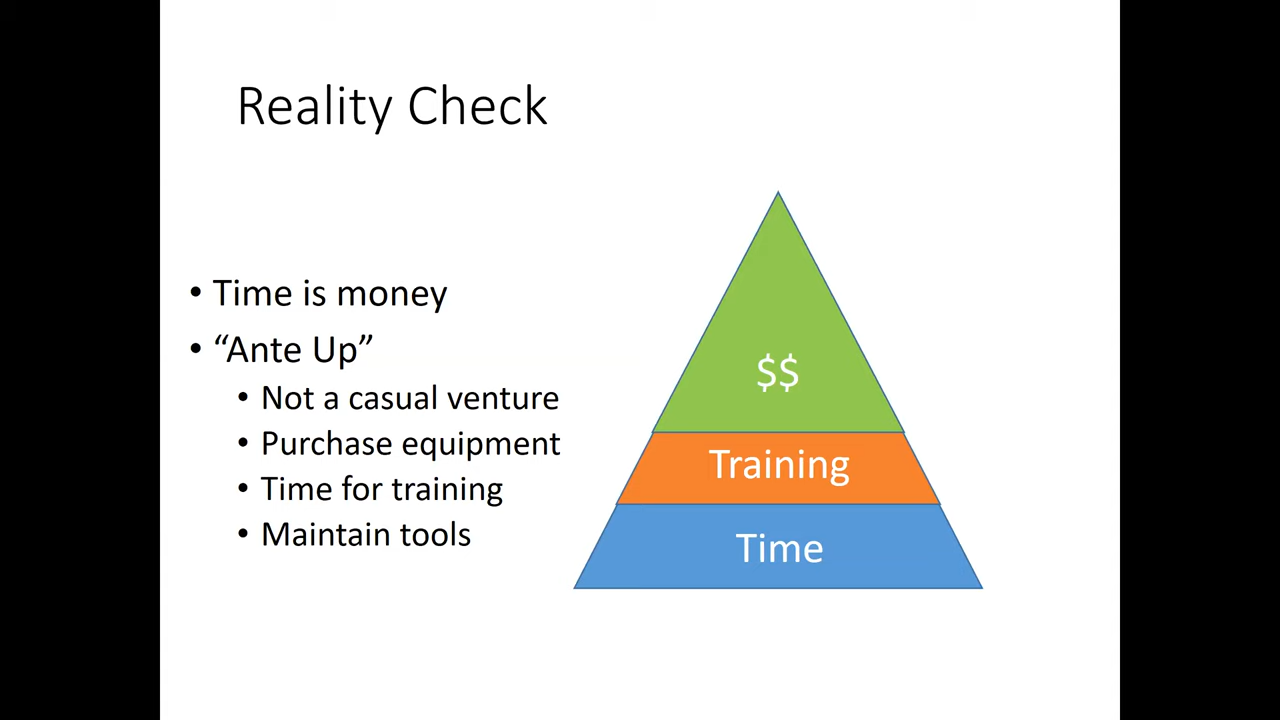 Reality Check
• Time is money
• “Ante Up”
• Not a casual venture
• Purchase equipment
• Time for training
• Maintain tools
$$
Training
Time